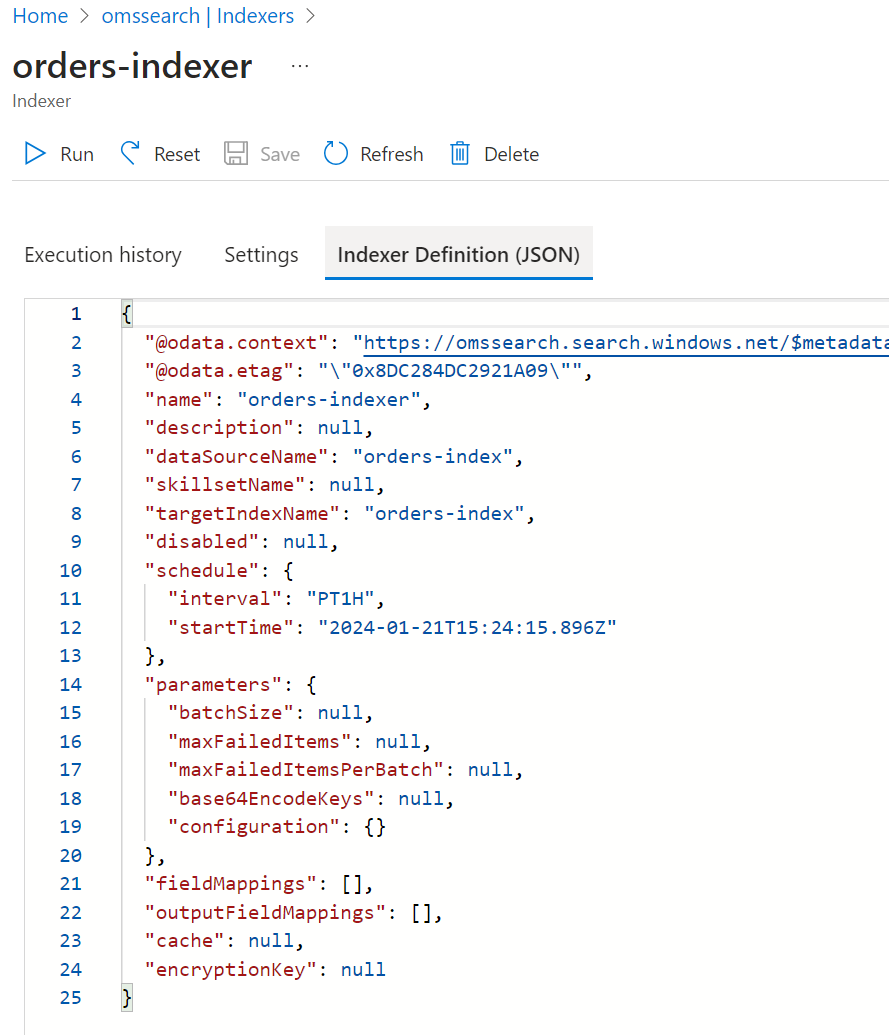 Home > omssearch | Indexers >
orders-indexer ...
Indexer
Run Reset Save Refresh Delete
Execution history Settings Indexer Definition (JSON)
1 {
2 "@odata.context": "https://omssearch.search.windows.net/$metadata
3 "@odata.etag": "\"0x8DC284DC2921A09\"",
4 "name": "orders-indexer",
5 "description": null,
6 "dataSourceName": "orders-index",
7 "skillsetName": null,
8 "targetIndexName": "orders-index",
9 "disabled": null,
10 "schedule": {
11 "interval": "PT1H",
12 "startTime": "2024-01-21T15:24:15.896Z"
13 },
14 "parameters": {
15 "batchSize": null,
16 "maxFailedItems": null,
17 "maxFailedItemsPerBatch": null,
18 "base64EncodeKeys": null,
19 "configuration": {}
20 },
21 "fieldMappings": [],
22 "outputFieldMappings": [],
23 "cache": null,
24 "encryptionKey": null
25 }